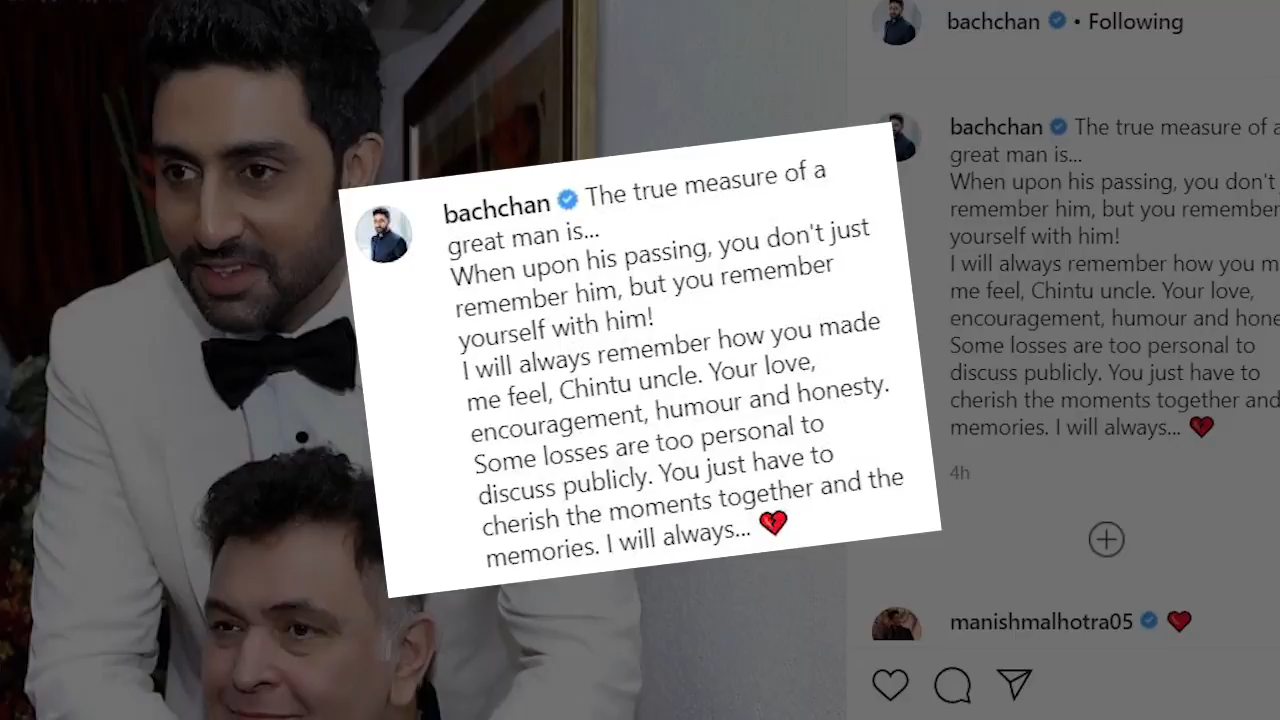 bachchan • Following
bachchan The true measure of a
great man is...
When upon his passing, you don't just
remember him, but you remember
yourself with him!
I will always remember how you made
me feel, Chintu uncle. Your love,
encouragement, humour and honesty.
Some losses are too personal to
discuss publicly. You just have to
cherish the moments together and the
memories. I will always... 💔
bachchan The true measure of a
great man is...
When upon his passing, you don't
remember him, but you remember
yourself with him!
I will always remember how you m
me feel, Chintu uncle. Your love,
encouragement, humour and hone
Some losses are too personal to
discuss publicly. You just have to
cherish the moments together and
memories. I will always... 💔
4h
manishmalhotra05 ❤️